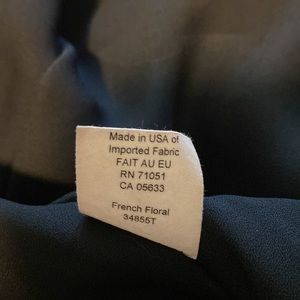 Made in USA of
Imported Fabric
FAIT AU EU
RN 71051
CA 05633
French Floral
34855T